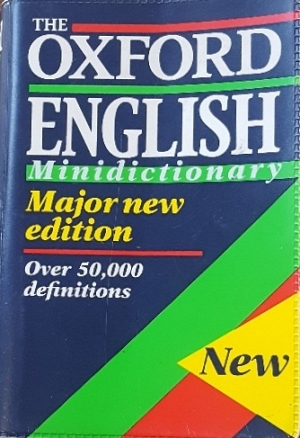 THE
OXFORD
ENGLISH
Minidictionary
Major new
edition
Over 50,000
definitions
New